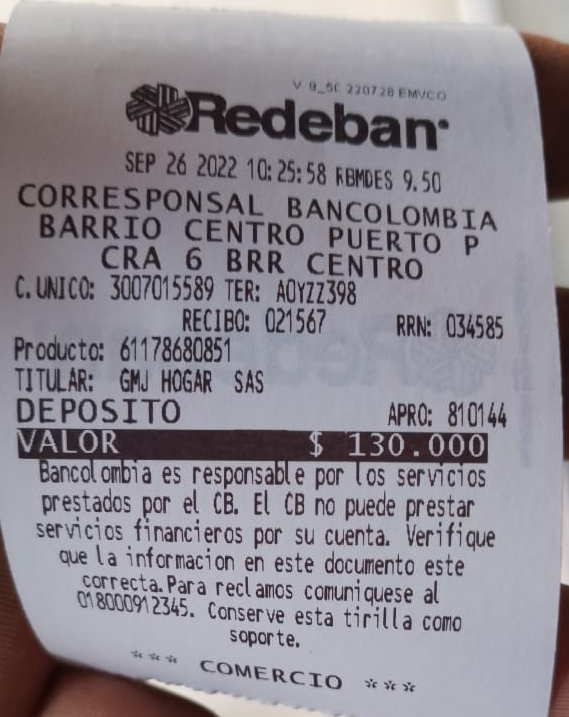 V 9_5C 220728 EMVCO
Redeban
SEP 26 2022 10:25:58 RBMDES 9.50
CORRESPONSAL BANCOLOMBIA
BARRIO CENTRO PUERTO P
CRA 6 BRR CENTRO
C. UNICO: 3007015589 TER: AOYZZ398
RECIBO: 021567 RRN: 034585
Producto: 61178680851
TITULAR: GMJ HOGAR SAS
DEPOSITO APRO: 810144
VALOR $ 130.000
Bancolombia es responsable por los servicios
prestados por el CB. El CB no puede prestar
servicios financieros por su cuenta. Verifique
que la informacion en este documento este
correcta. Para reclamos comuniquese al
018000912345. Conserve esta tirilla como
soporte.
*** COMERCIO ***